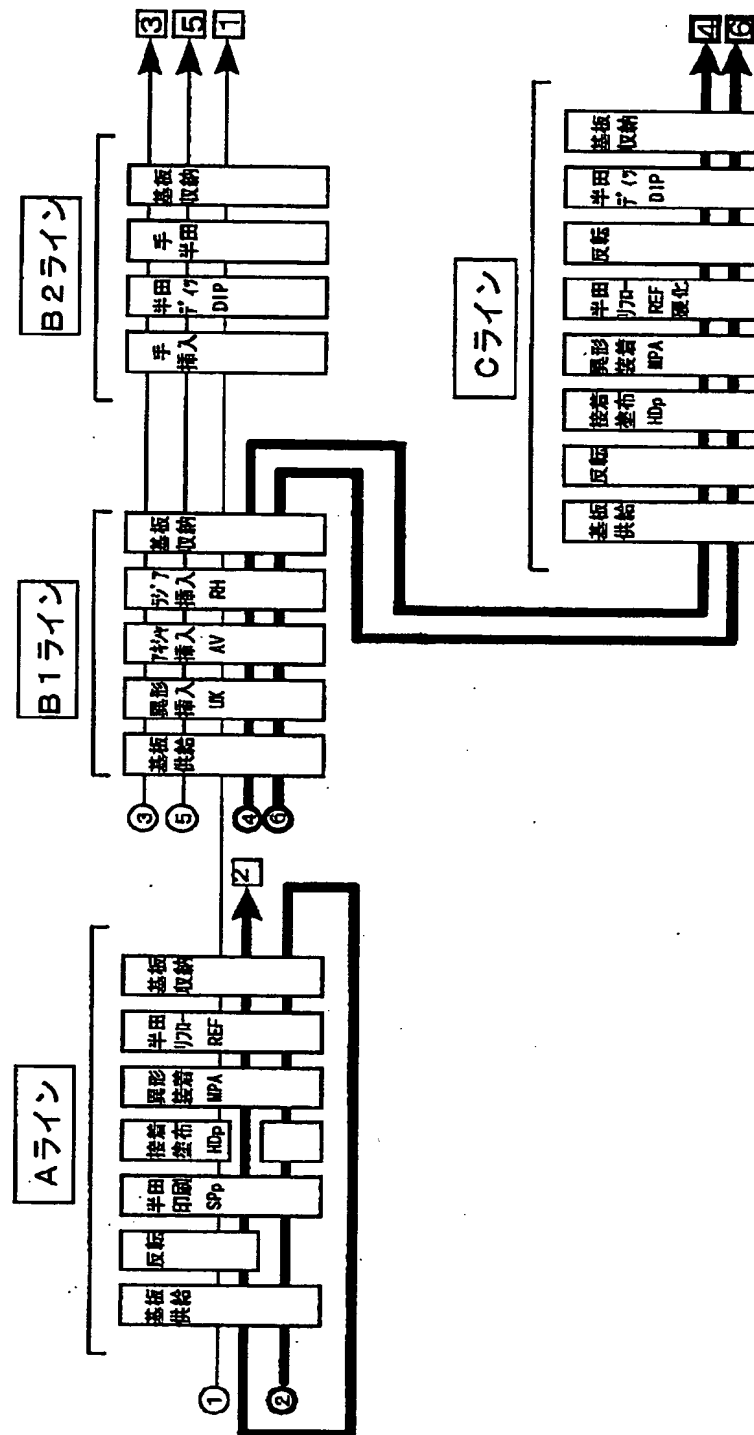 Aライン
基板
供給
反転
半田
印刷
SPp
接着
塗布
HDp
異形
装着
MPA
半田
リフロー
REF
基板
収納
①
②
2
B1ライン
基板
供給
異形
挿入
アキシャ
挿入
AV
ラジア
挿入
RH
基板
収納
③
⑤
④
⑥
B2ライン
手
挿入
半田
ディップ
DIP
手
半田
基板
収納
3
5
1
Cライン
基板
供給
反転
接着
塗布
HDp
異形
装着
MPA
半田
リフロー
REF
硬化
反転
半田
ディップ
DIP
基板
収納
4
6